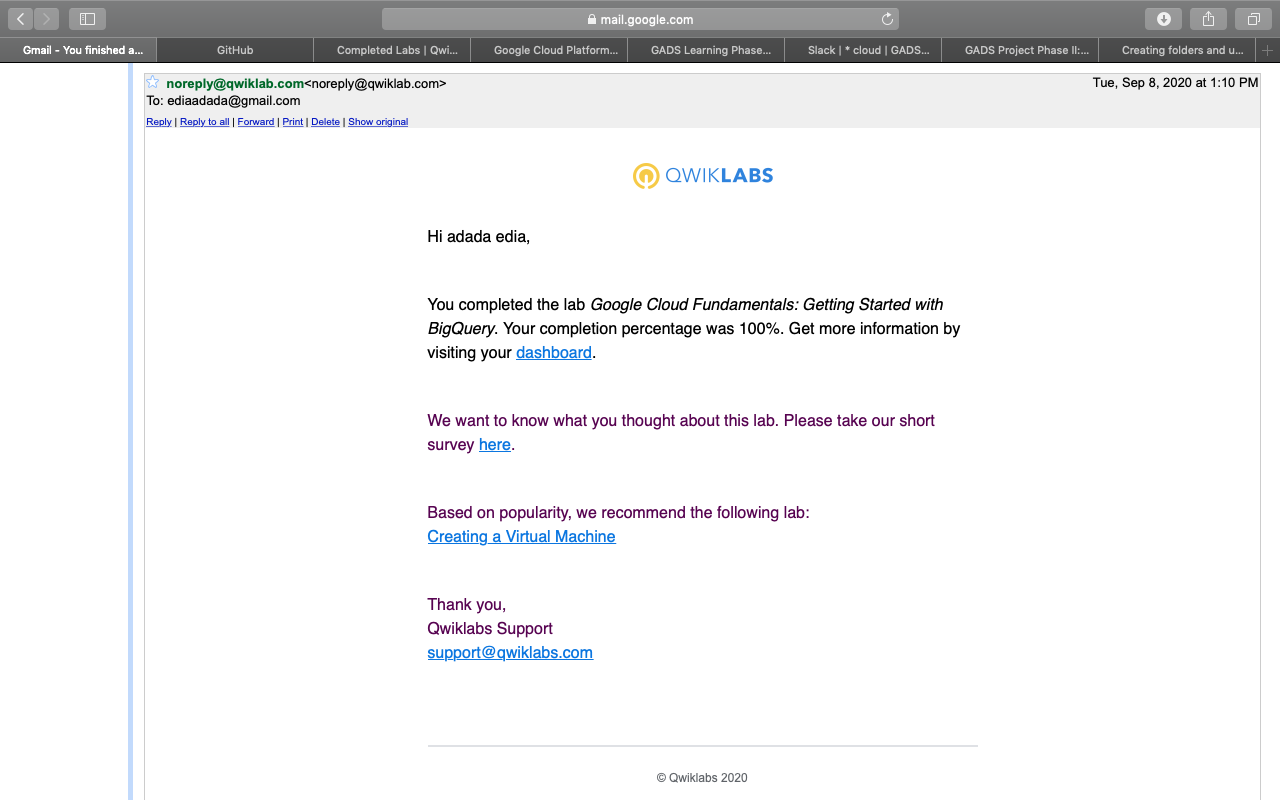 mail.google.com
Gmail - You finished a...
GitHub
Completed Labs | Qwi...
Google Cloud Platform...
GADS Learning Phase...
Slack | * cloud | GADS...
GADS Project Phase II:...
Creating folders and u...
noreply@qwiklab.com<noreply@qwiklab.com>
Tue, Sep 8, 2020 at 1:10 PM
To: ediaadada@gmail.com
Reply | Reply to all | Forward | Print | Delete | Show original
QWIKLABS
Hi adada edia,
You completed the lab Google Cloud Fundamentals: Getting Started with
BigQuery. Your completion percentage was 100%. Get more information by
visiting your dashboard.
We want to know what you thought about this lab. Please take our short
survey here.
Based on popularity, we recommend the following lab:
Creating a Virtual Machine
Thank you,
Qwiklabs Support
support@qwiklabs.com
© Qwiklabs 2020